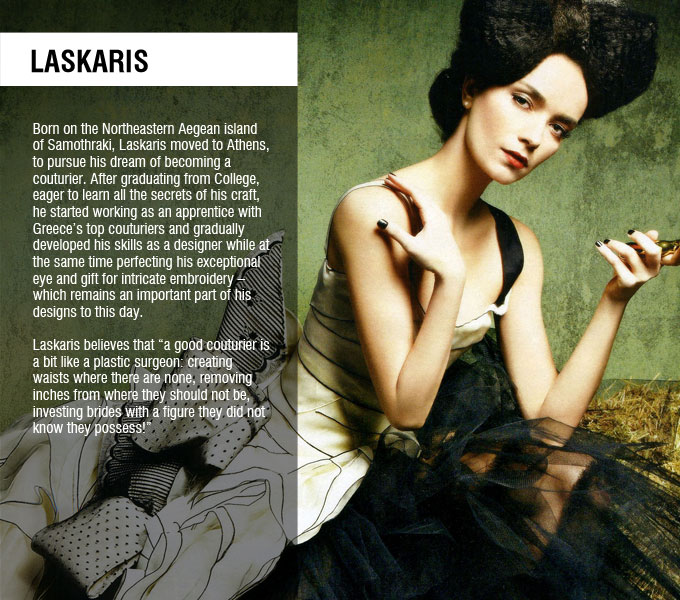 LASKARIS
Born on the Northeastern Aegean island
of Samothraki, Laskaris moved to Athens,
to pursue his dream of becoming a
couturier. After graduating from College,
eager to learn all the secrets of his craft,
he started working as an apprentice with
Greece's top couturiers and gradually
developed his skills as a designer while at
the same time perfecting his exceptional
eye and gift for intricate embroidery –
which remains an important part of his
designs to this day.
Laskaris believes that “a good couturier is
a bit like a plastic surgeon: creating
waists where there are none, removing
inches from where they should not be,
investing brides with a figure they did not
know they possess!”